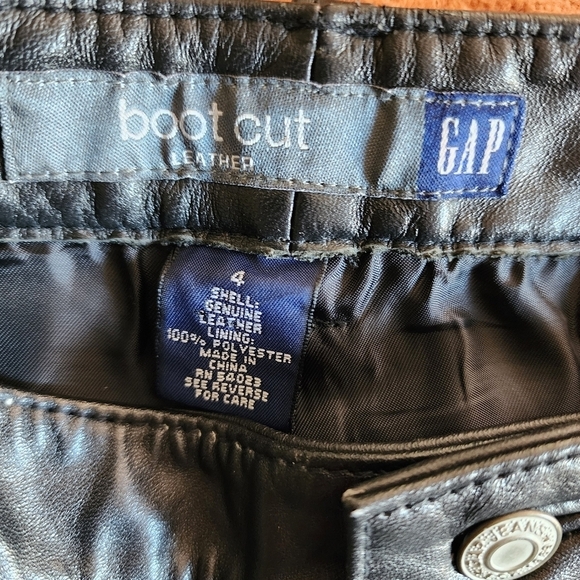 boot cut
LEATHER
GAP
4
SHELL:
GENUINE
LEATHER
LINING:
100% POLYESTER
MADE IN
CHINA
RN 54023
SEE REVERSE
FOR CARE
JEANS